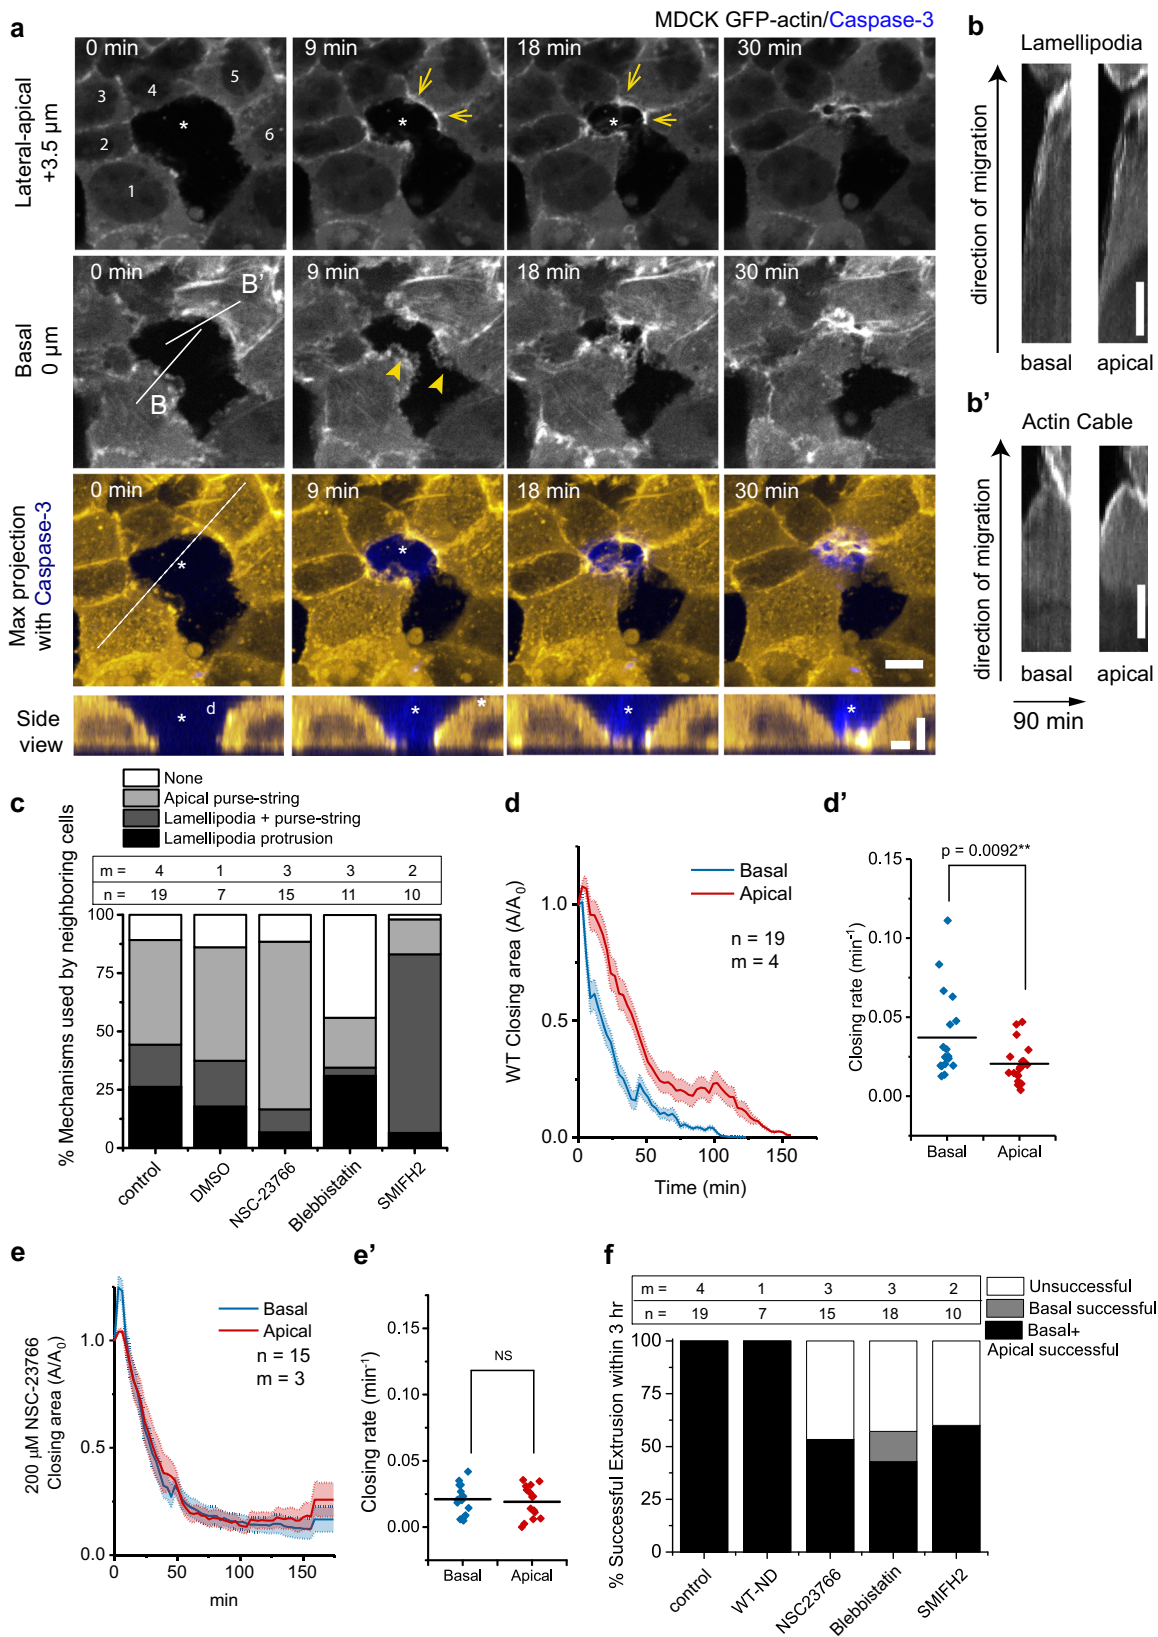 a
MDCK GFP-actin/Caspase-3
Lateral-apical
+3.5 μm
0 min
9 min
18 min
30 min
1
2
3
4
5
6
*
*
*
Basal
0 μm
0 min
9 min
18 min
30 min
B'
B
Max projection
with Caspase-3
0 min
9 min
18 min
30 min
*
*
Side
view
*
d
*
*
*
*
b
Lamellipodia
direction of migration
basal
apical
b'
Actin Cable
direction of migration
basal
apical
90 min
c
None
Apical purse-string
Lamellipodia + purse-string
Lamellipodia protrusion
m = 4 1 3 3 2
n = 19 7 15 11 10
% Mechanisms used by neighboring cells
100
75
50
25
0
control
DMSO
NSC-23766
Blebbistatin
SMIFH2
d
WT Closing area (A/A0)
1.0
0.5
0.0
Basal
Apical
n = 19
m = 4
0 50 100 150
Time (min)
d'
p = 0.0092**
Closing rate (min-1)
0.15
0.10
0.05
0.00
Basal
Apical
e
200 μM NSC-23766
Closing area (A/A0)
1.0
0.5
0.0
Basal
Apical
n = 15
m = 3
0 50 100 150
min
e'
NS
Closing rate (min-1)
0.15
0.10
0.05
0.00
Basal
Apical
f
m = 4 1 3 3 2
n = 19 7 15 18 10
Unsuccessful
Basal successful
Basal+
Apical successful
% Successful Extrusion within 3 hr
100
75
50
25
0
control
WT-ND
NSC23766
Blebbistatin
SMIFH2